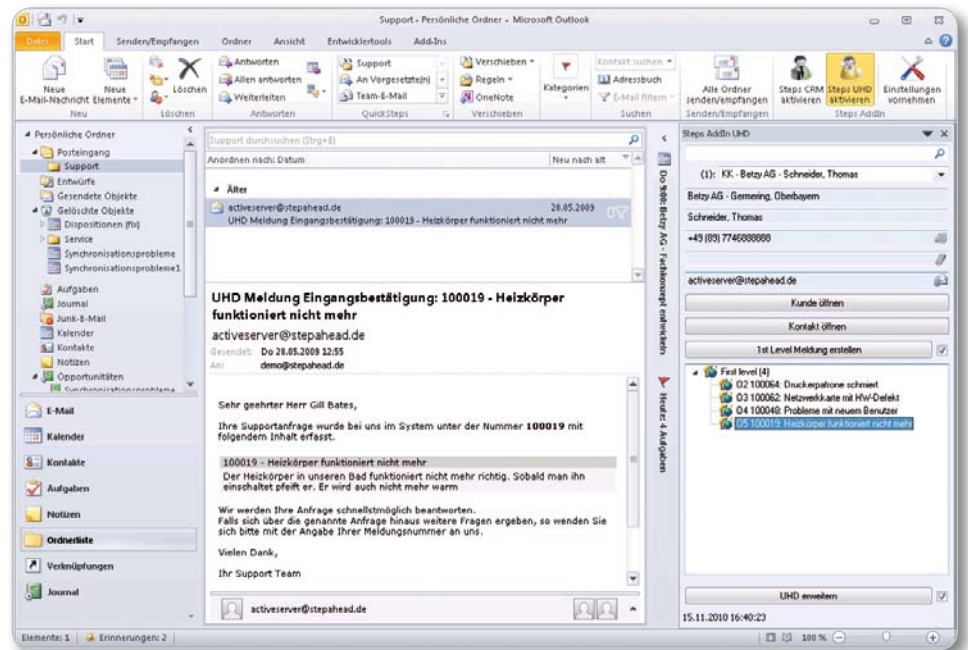 Support - Persönliche Ordner - Microsoft Outlook
Datei Start Senden/Empfangen Ordner Ansicht Entwicklertools Add-Ins
Neue E-Mail-Nachricht
Neue Elemente
Neu
Löschen
Löschen
Antworten
Allen antworten
Weiterleiten
Antworten
Support
An Vorgesetzte(n)
Team-E-Mail
QuickSteps
Verschieben
Regeln
OneNote
Verschieben
Kategorien
Kontakt suchen
Adressbuch
E-Mail filtern
Suchen
Alle Ordner senden/empfangen
Senden/Empfangen
Steps CRM aktivieren
Steps UHD aktivieren
Einstellungen vornehmen
Steps AddIn
Persönliche Ordner
Posteingang
Support
Entwürfe
Gesendete Objekte
Gelöschte Objekte
Dispositionen (fix)
Service
Synchronisationsprobleme
Synchronisationsprobleme1
Aufgaben
Journal
Junk-E-Mail
Kalender
Kontakte
Notizen
Opportunitäten
Synchronisationsprobleme
E-Mail
Kalender
Kontakte
Aufgaben
Notizen
Ordnerliste
Verknüpfungen
Journal
Support durchsuchen (Strg+E)
Anordnen nach: Datum Neu nach alt
Älter
activeserver@stepahead.de 28.05.2009
UHD Meldung Eingangsbestätigung: 100019 - Heizkörper funktioniert nicht mehr
UHD Meldung Eingangsbestätigung: 100019 - Heizkörper
funktioniert nicht mehr
activeserver@stepahead.de
Gesendet: Do 28.05.2009 12:55
An: demo@stepahead.de
Sehr geehrter Herr Gill Bates,
Ihre Supportanfrage wurde bei uns im System unter der Nummer 100019 mit
folgendem Inhalt erfasst.
100019 - Heizkörper funktioniert nicht mehr
Der Heizkörper in unseren Bad funktioniert nicht mehr richtig. Sobald man ihn
einschaltet pfeift er. Er wird auch nicht mehr warm
Wir werden Ihre Anfrage schnellstmöglich beantworten.
Falls sich über die genannte Anfrage hinaus weitere Fragen ergeben, so wenden Sie
sich bitte mit der Angabe Ihrer Meldungsnummer an uns.
Vielen Dank,
Ihr Support Team
activeserver@stepahead.de
Do 9:00: Betzy AG - Fachkonzept entwickeln
Heute: 4 Aufgaben
Steps AddIn UHD
(1): KK - Betzy AG - Schneider, Thomas
Betzy AG - Germering, Oberbayern
Schneider, Thomas
+49 (89) 7746888888
activeserver@stepahead.de
Kunde öffnen
Kontakt öffnen
1st Level Meldung erstellen
First level (4)
02 100064: Druckerpatrone schmiert
03 100062: Netzwerkkarte mit HW-Defekt
04 100048: Probleme mit neuem Benutzer
05 100019: Heizkörper funktioniert nicht mehr
UHD erweitern
15.11.2010 16:40:23
Elemente: 1 Erinnerungen: 2 100 %